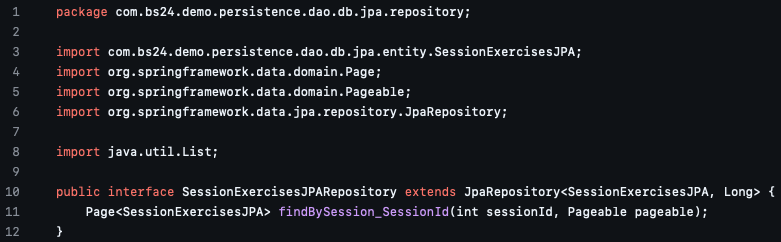 1 package com.bs24.demo.persistence.dao.db.jpa.repository;
2
3 import com.bs24.demo.persistence.dao.db.jpa.entity.SessionExercisesJPA;
4 import org.springframework.data.domain.Page;
5 import org.springframework.data.domain.Pageable;
6 import org.springframework.data.jpa.repository.JpaRepository;
7
8 import java.util.List;
9
10 public interface SessionExercisesJPARepository extends JpaRepository<SessionExercisesJPA, Long> {
11     Page<SessionExercisesJPA> findBySession_SessionId(int sessionId, Pageable pageable);
12 }